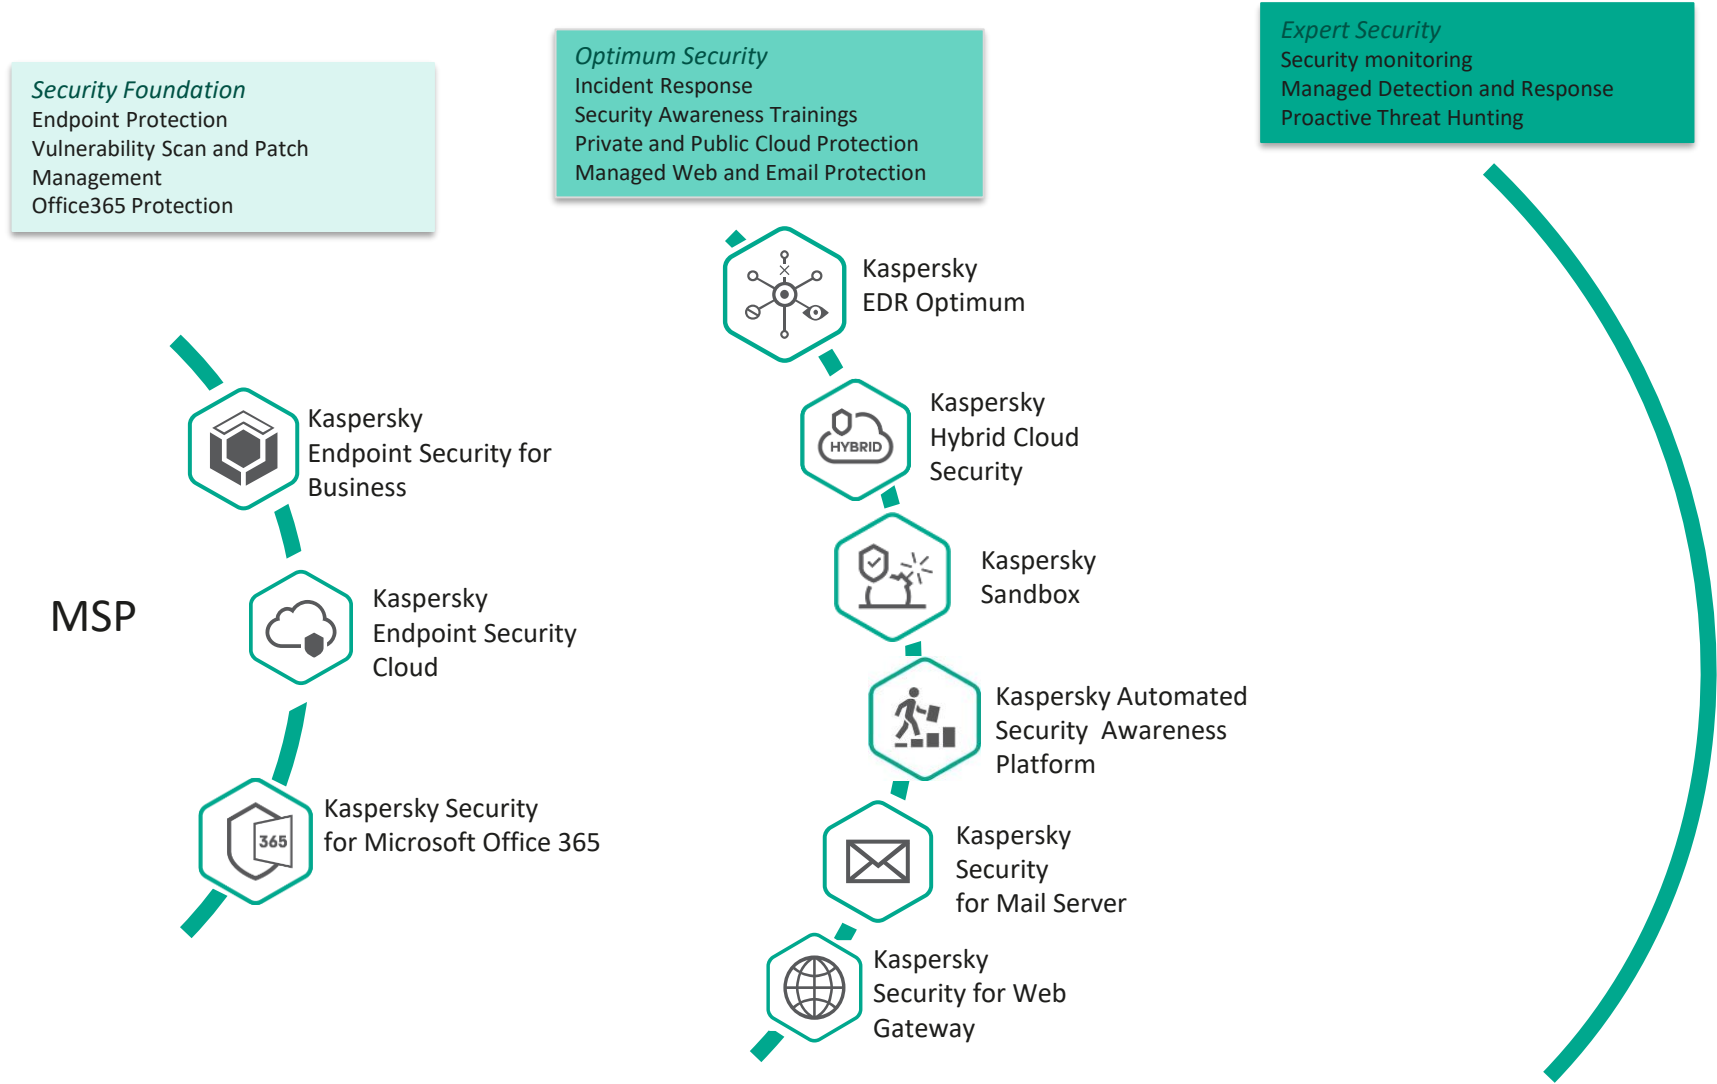 Security Foundation
Endpoint Protection
Vulnerability Scan and Patch
Management
Office365 Protection
Optimum Security
Incident Response
Security Awareness Trainings
Private and Public Cloud Protection
Managed Web and Email Protection
Expert Security
Security monitoring
Managed Detection and Response
Proactive Threat Hunting
MSP
Kaspersky
Endpoint Security for
Business
Kaspersky
Endpoint Security
Cloud
365
Kaspersky Security
for Microsoft Office 365
Kaspersky
EDR Optimum
HYBRID
Kaspersky
Hybrid Cloud
Security
Kaspersky
Sandbox
Kaspersky Automated
Security Awareness
Platform
Kaspersky
Security
for Mail Server
Kaspersky
Security for Web
Gateway